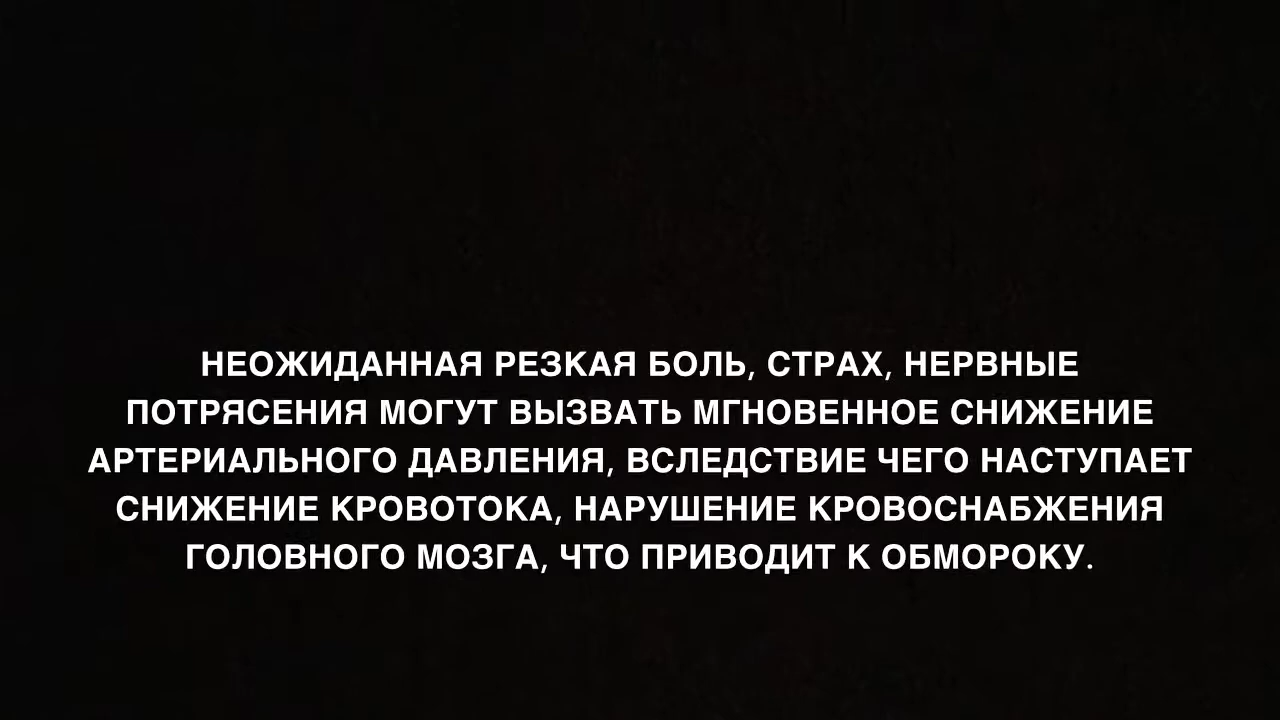 НЕОЖИДАННАЯ РЕЗКАЯ БОЛЬ, СТРАХ, НЕРВНЫЕ
ПОТРЯСЕНИЯ МОГУТ ВЫЗВАТЬ МГНОВЕННОЕ СНИЖЕНИЕ
АРТЕРИАЛЬНОГО ДАВЛЕНИЯ, ВСЛЕДСТВИЕ ЧЕГО НАСТУПАЕТ
СНИЖЕНИЕ КРОВОТОКА, НАРУШЕНИЕ КРОВОСНАБЖЕНИЯ
ГОЛОВНОГО МОЗГА, ЧТО ПРИВОДИТ К ОБМОРОКУ.